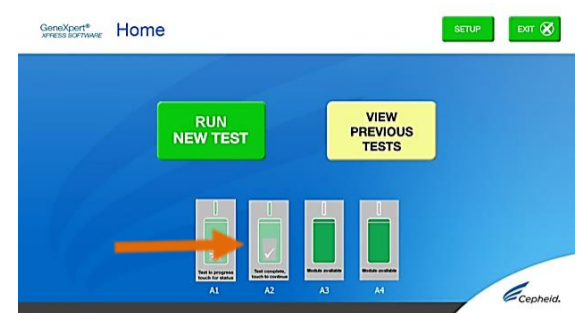 GeneXpert®
XPRESS SOFTWARE
Home
SETUP
EXIT
RUN
NEW TEST
VIEW
PREVIOUS
TESTS
Test in progress
touch for status
Test complete,
touch to continue
Module available
Module available
A1
A2
A3
A4
Cepheid.